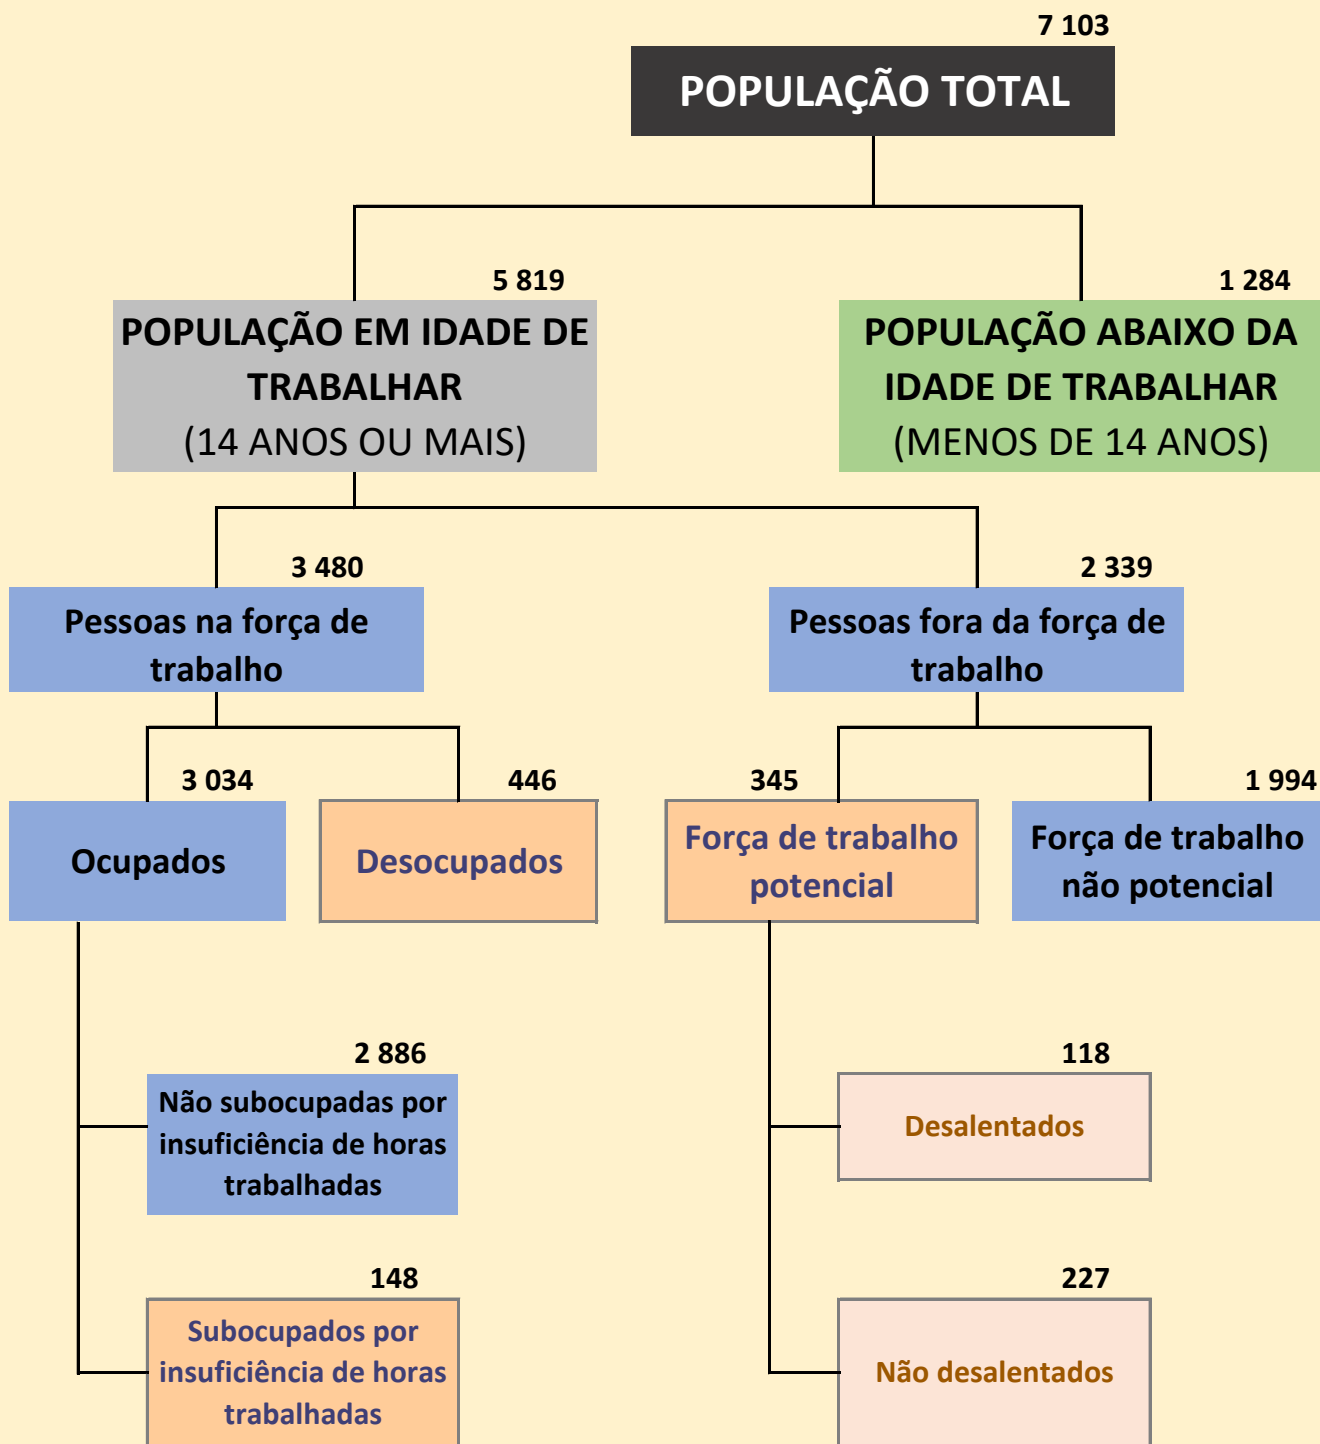 7 103
POPULAÇÃO TOTAL
5 819
POPULAÇÃO EM IDADE DE
TRABALHAR
(14 ANOS OU MAIS)
1 284
POPULAÇÃO ABAIXO DA
IDADE DE TRABALHAR
(MENOS DE 14 ANOS)
3 480
Pessoas na força de
trabalho
2 339
Pessoas fora da força de
trabalho
3 034
Ocupados
446
Desocupados
345
Força de trabalho
potencial
1 994
Força de trabalho
não potencial
2 886
Não subocupadas por
insuficiência de horas
trabalhadas
118
Desalentados
148
Subocupados por
insuficiência de horas
trabalhadas
227
Não desalentados